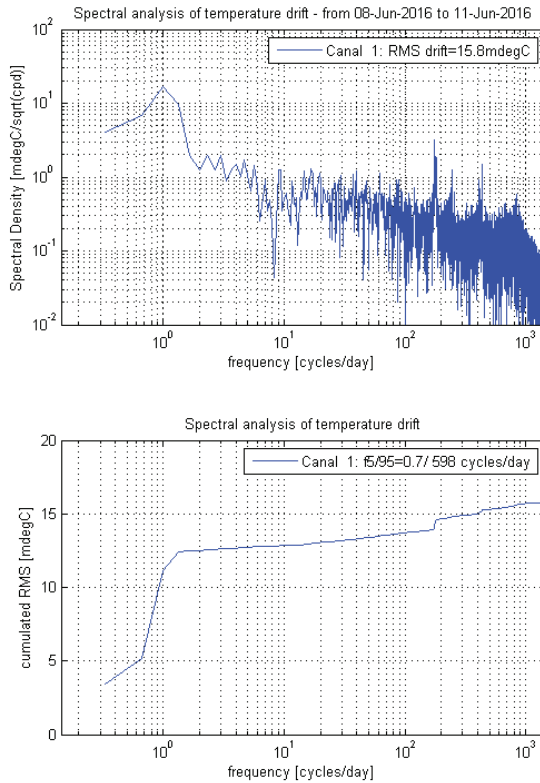 Spectral analysis of temperature drift - from 08-Jun-2016 to 11-Jun-2016
Canal 1: RMS drift=15.8mdegC
Spectral Density [mdegC/sqrt(cpd)]
10^2
10^1
10^0
10^-1
10^-2
10^0 10^1 10^2 10^3
frequency [cycles/day]
Spectral analysis of temperature drift
Canal 1: f5/95=0.7/ 598 cycles/day
cumulated RMS [mdegC]
20
15
10
5
0
10^0 10^1 10^2 10^3
frequency [cycles/day]